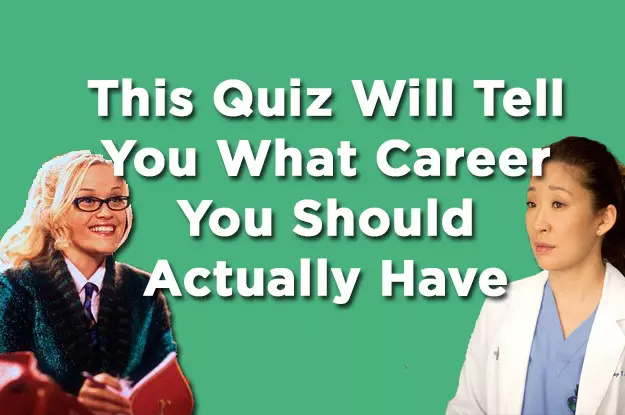 This Quiz Will Tell
You What Career
You Should
Actually Have